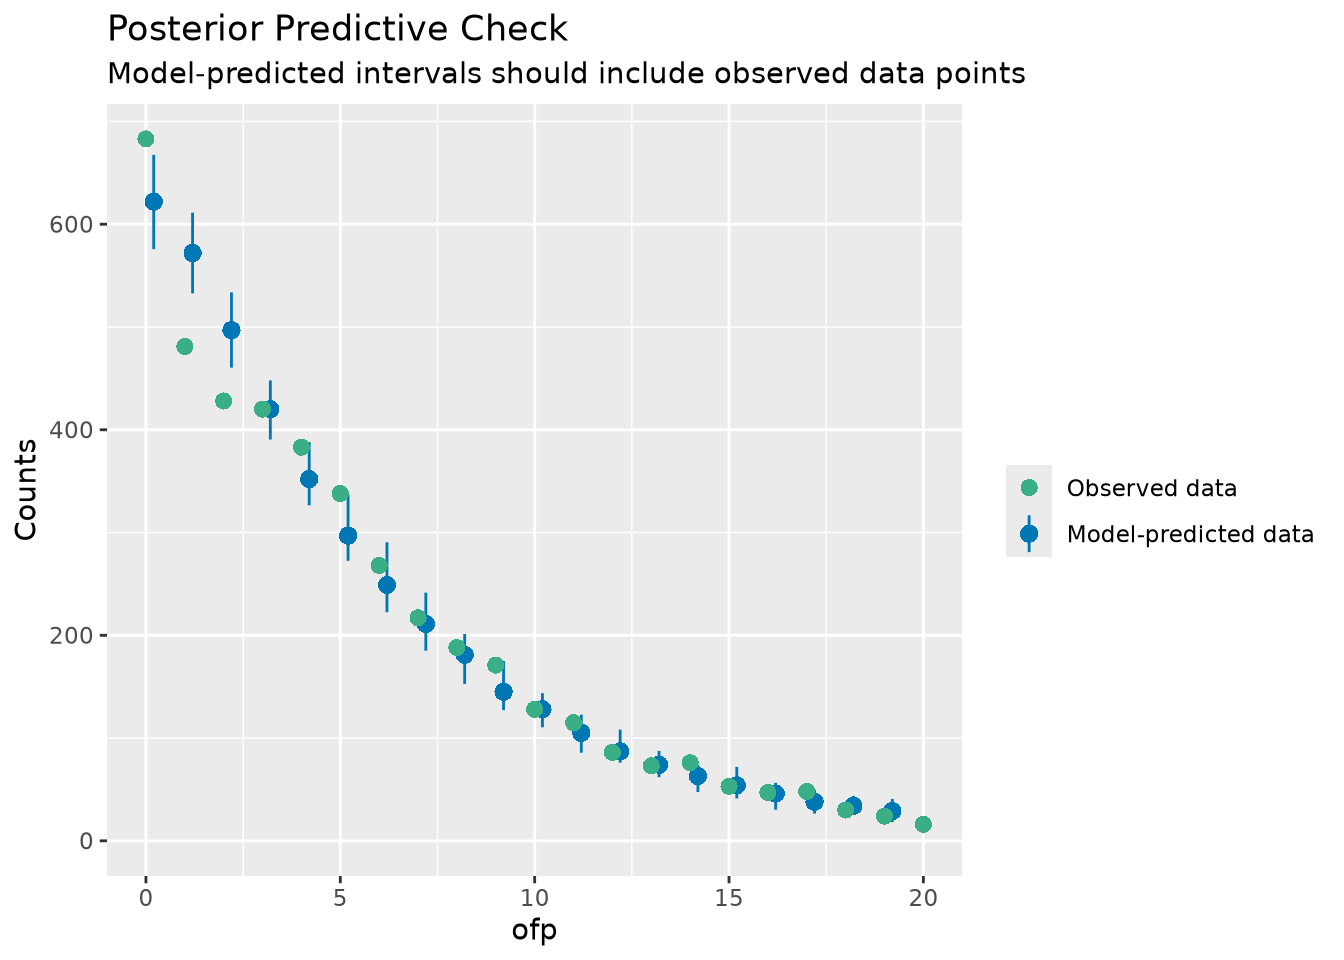 Posterior Predictive Check
Model-predicted intervals should include observed data points
600
400
200
0
Counts
0 5 10 15 20
ofp
Observed data
Model-predicted data